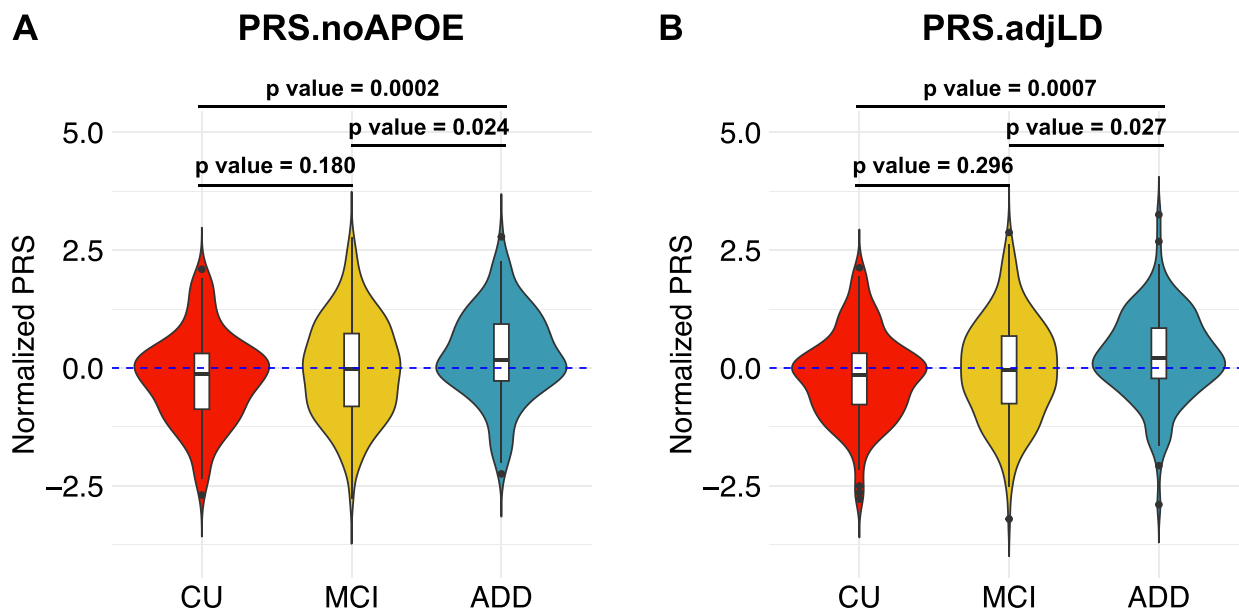 A PRS.noAPOE
p value = 0.0002
p value = 0.024
p value = 0.180
5.0
2.5
0.0
−2.5
Normalized PRS
CU MCI ADD
B PRS.adjLD
p value = 0.0007
p value = 0.027
p value = 0.296
5.0
2.5
0.0
−2.5
Normalized PRS
CU MCI ADD